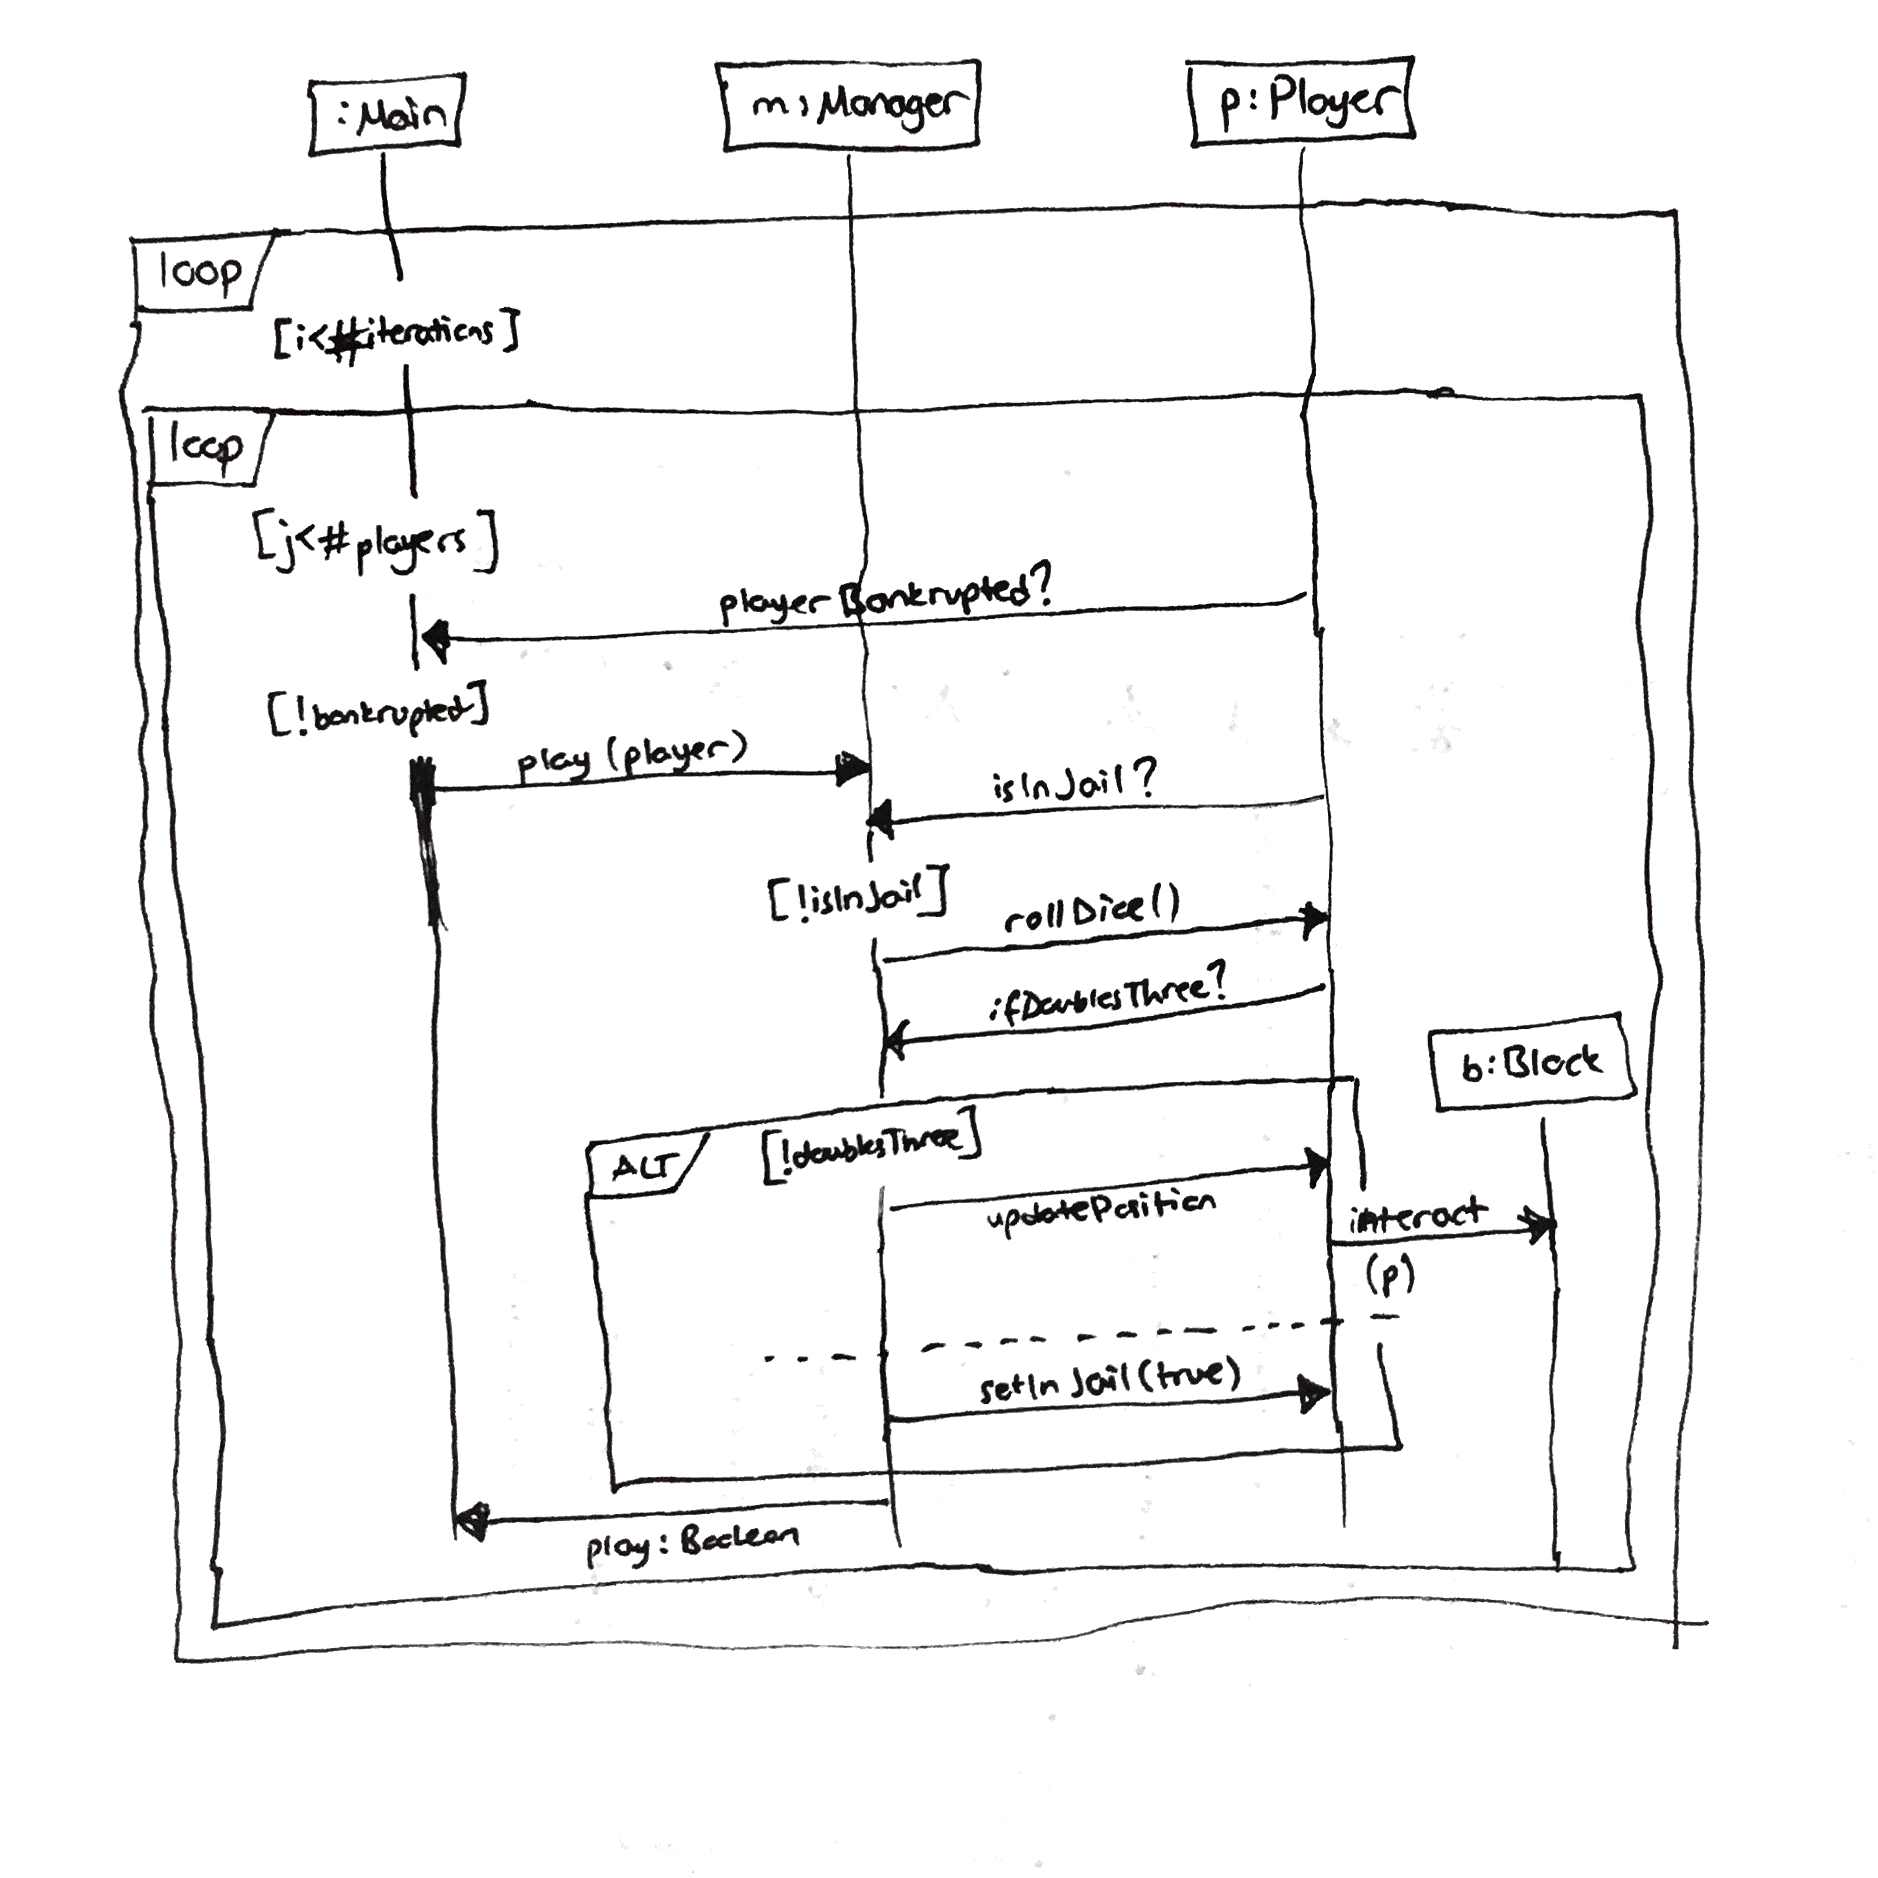 :Main
m:Manager
p:Player
loop
[i<#iterations]
loop
[j<#players]
playerBankrupted?
[!bankrupted]
play (player)
isInJail?
[!isInJail]
rollDice()
ifDoublesThree?
b:Block
ALT
[!doublesThree]
updatePosition
interact
(p)
setInJail(true)
play: Boolean